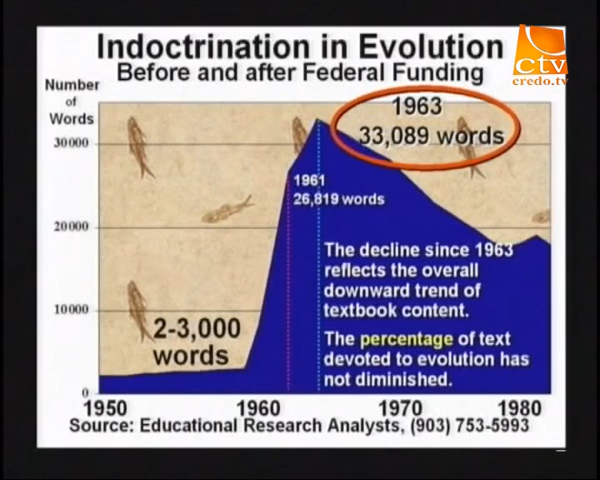 Indoctrination in Evolution
Before and after Federal Funding
ctv
credo.tv
Number
of
Words
1963
33,089 words
30000
1961
26,819 words
20000
The decline since 1963
reflects the overall
downward trend of
textbook content.
10000
2-3,000
words
The percentage of text
devoted to evolution has
not diminished.
0
1950
1960
1970
1980
Source: Educational Research Analysts, (903) 753-5993